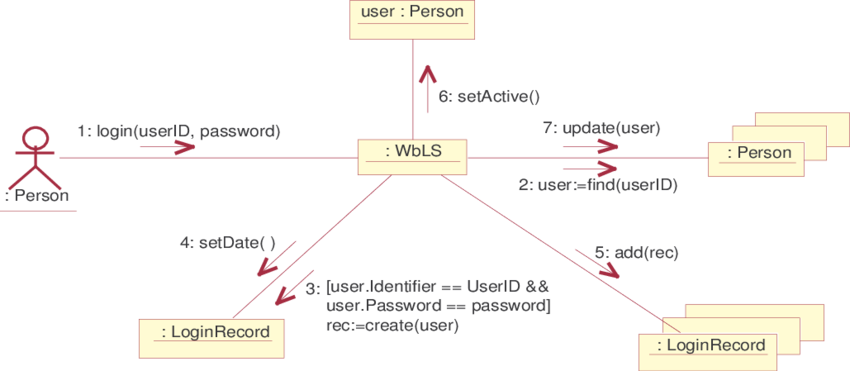 user : Person
6: setActive()
1: login(userID, password)
7: update(user)
: WbLS
: Person
2: user:=find(userID)
: Person
4: setDate( )
5: add(rec)
3: [user.Identifier == UserID &&
user.Password == password]
rec:=create(user)
: LoginRecord
: LoginRecord